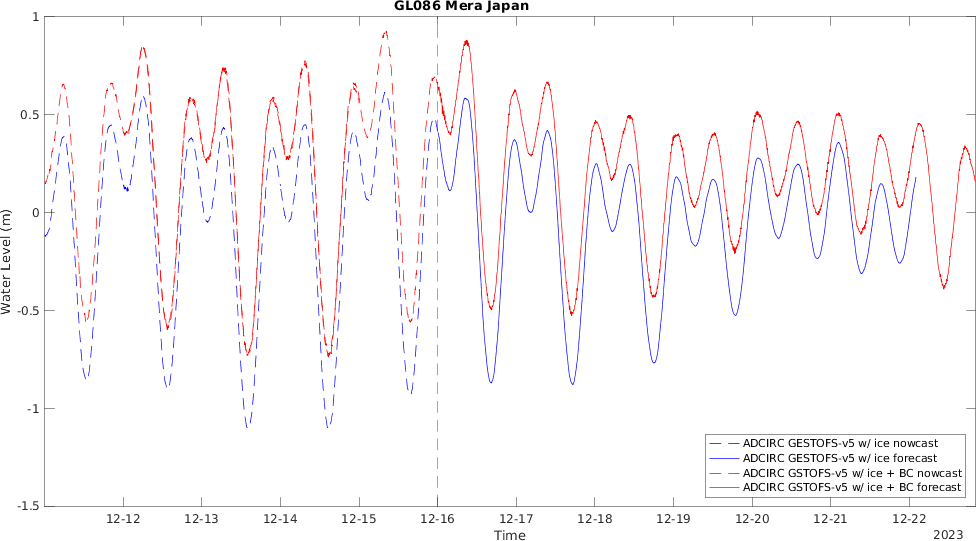 GL086 Mera Japan
1
0.5
0
-0.5
-1
-1.5
Water Level (m)
ADCIRC GESTOFS-v5 w/ ice nowcast
ADCIRC GESTOFS-v5 w/ ice forecast
ADCIRC GSTOFS-v5 w/ ice + BC nowcast
ADCIRC GSTOFS-v5 w/ ice + BC forecast
12-12 12-13 12-14 12-15 12-16 12-17 12-18 12-19 12-20 12-21 12-22
Time
2023